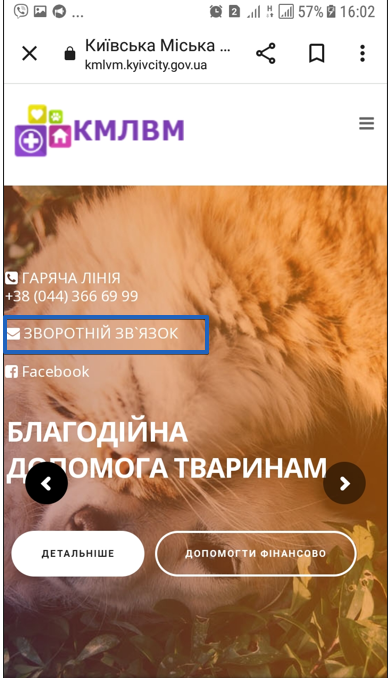 57% 16:02
Київська Міська ...
kmlvm.kyivcity.gov.ua
КМЛВМ
ГАРЯЧА ЛІНІЯ
+38 (044) 366 69 99
ЗВОРОТНІЙ ЗВ`ЯЗОК
Facebook
БЛАГОДІЙНА
ДОПОМОГА ТВАРИНАМ
ДЕТАЛЬНІШЕ
ДОПОМОГТИ ФІНАНСОВО